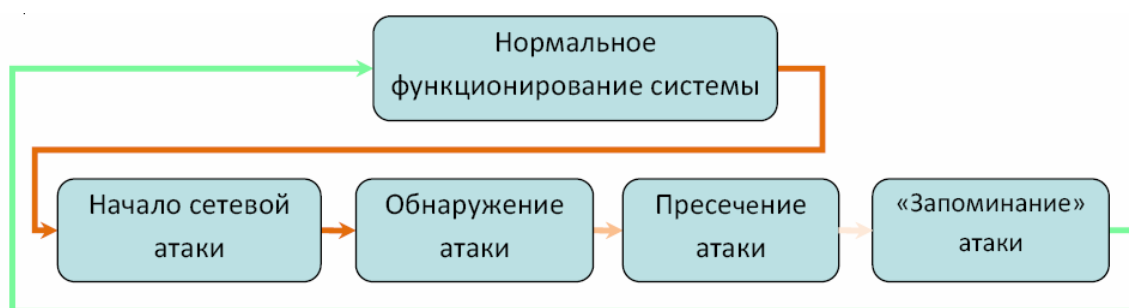 Нормальное
функционирование системы
Начало сетевой
атаки
Обнаружение
атаки
Пресечение
атаки
«Запоминание»
атаки